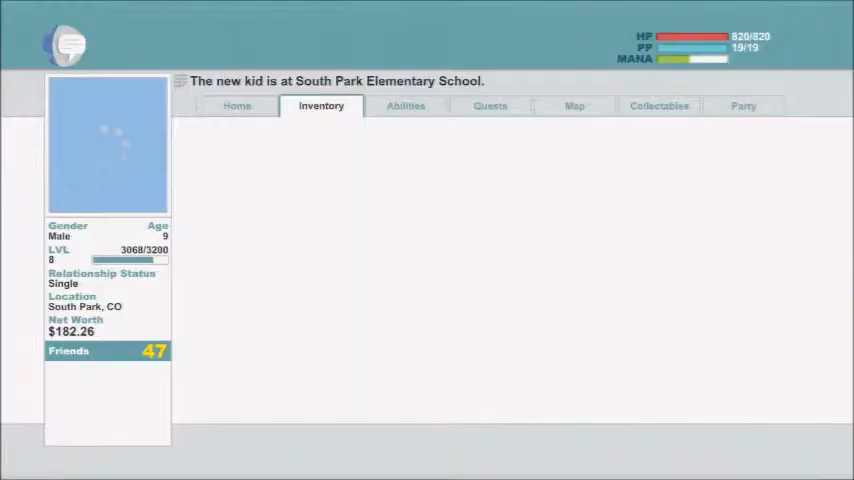 HP 820/820
PP 19/19
MANA
The new kid is at South Park Elementary School.
Home Inventory Abilities Quests Map Collectables Party
Gender Age
Male 9
LVL 3068/3200
8
Relationship Status
Single
Location
South Park, CO
Net Worth
$182.26
Friends 47